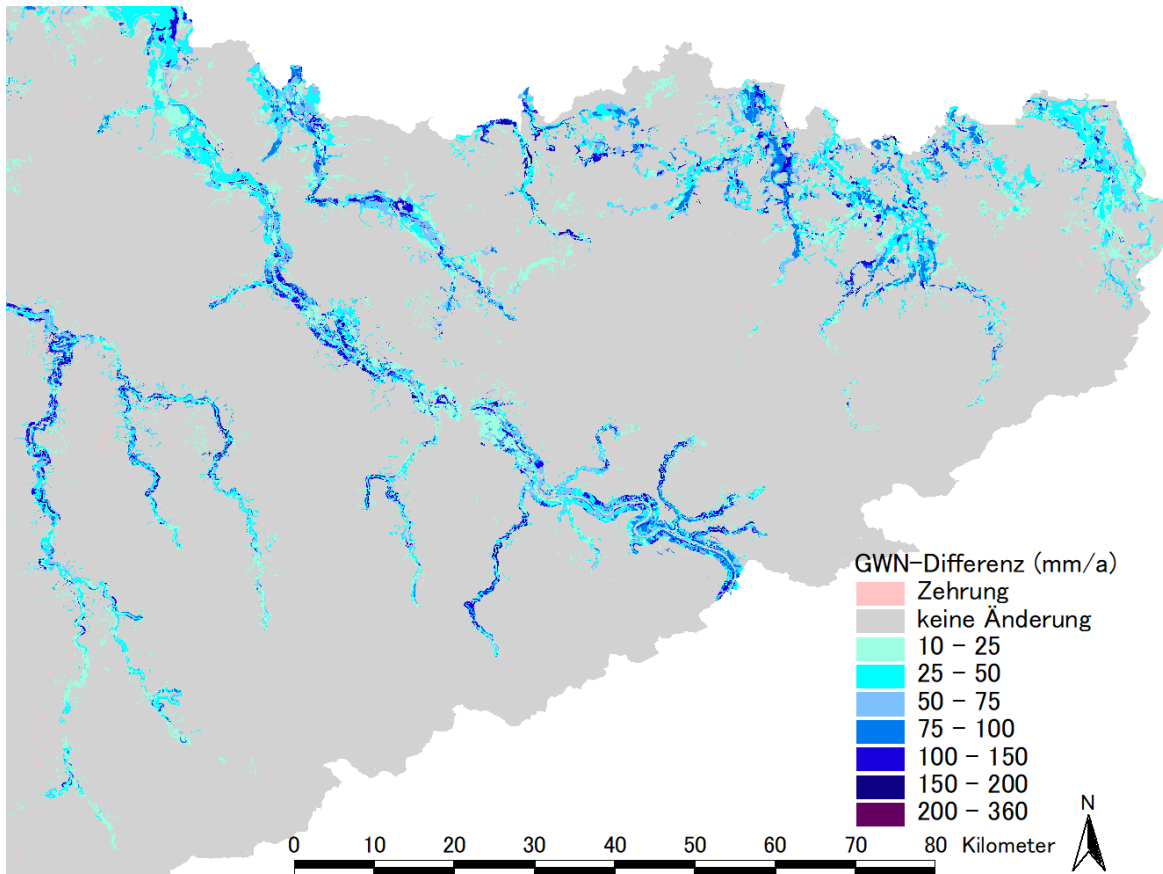 GWN-Differenz (mm/a)
Zehrung
keine Änderung
10 - 25
25 - 50
50 - 75
75 - 100
100 - 150
150 - 200
200 - 360
N
0 10 20 30 40 50 60 70 80 Kilometer